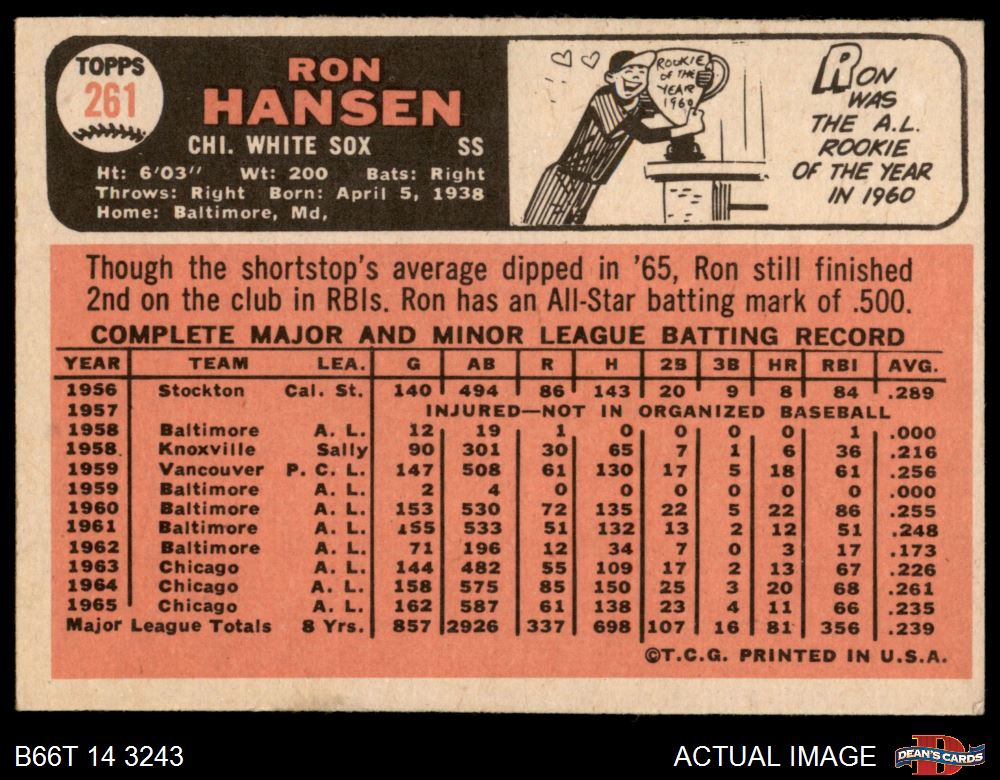 TOPPS
261
RON
HANSEN
CHI. WHITE SOX SS
Ht: 6'03" Wt: 200 Bats: Right
Throws: Right Born: April 5, 1938
Home: Baltimore, Md,
ROOKIE
OF THE
YEAR
1960
RON
WAS
THE A.L.
ROOKIE
OF THE YEAR
IN 1960
Though the shortstop's average dipped in '65, Ron still finished
2nd on the club in RBIs. Ron has an All-Star batting mark of .500.
COMPLETE MAJOR AND MINOR LEAGUE BATTING RECORD
YEAR TEAM LEA. G AB R H 2B 3B HR RBI AVG.
1956 Stockton Cal. St. 140 494 86 143 20 9 8 84 .289
1957 INJURED—NOT IN ORGANIZED BASEBALL
1958 Baltimore A. L. 12 19 1 0 0 0 0 1 .000
1958 Knoxville Sally 90 301 30 65 7 1 6 36 .216
1959 Vancouver P. C. L. 147 508 61 130 17 5 18 61 .256
1959 Baltimore A. L. 2 4 0 0 0 0 0 0 .000
1960 Baltimore A. L. 153 530 72 135 22 5 22 86 .255
1961 Baltimore A. L. 155 533 51 132 13 2 12 51 .248
1962 Baltimore A. L. 71 196 12 34 7 0 3 17 .173
1963 Chicago A. L. 144 482 55 109 17 2 13 67 .226
1964 Chicago A. L. 158 575 85 150 25 3 20 68 .261
1965 Chicago A. L. 162 587 61 138 23 4 11 66 .235
Major League Totals 8 Yrs. 857 2926 337 698 107 16 81 356 .239
©T.C.G. PRINTED IN U.S.A.
B66T 14 3243
ACTUAL IMAGE
DEAN'S CARDS